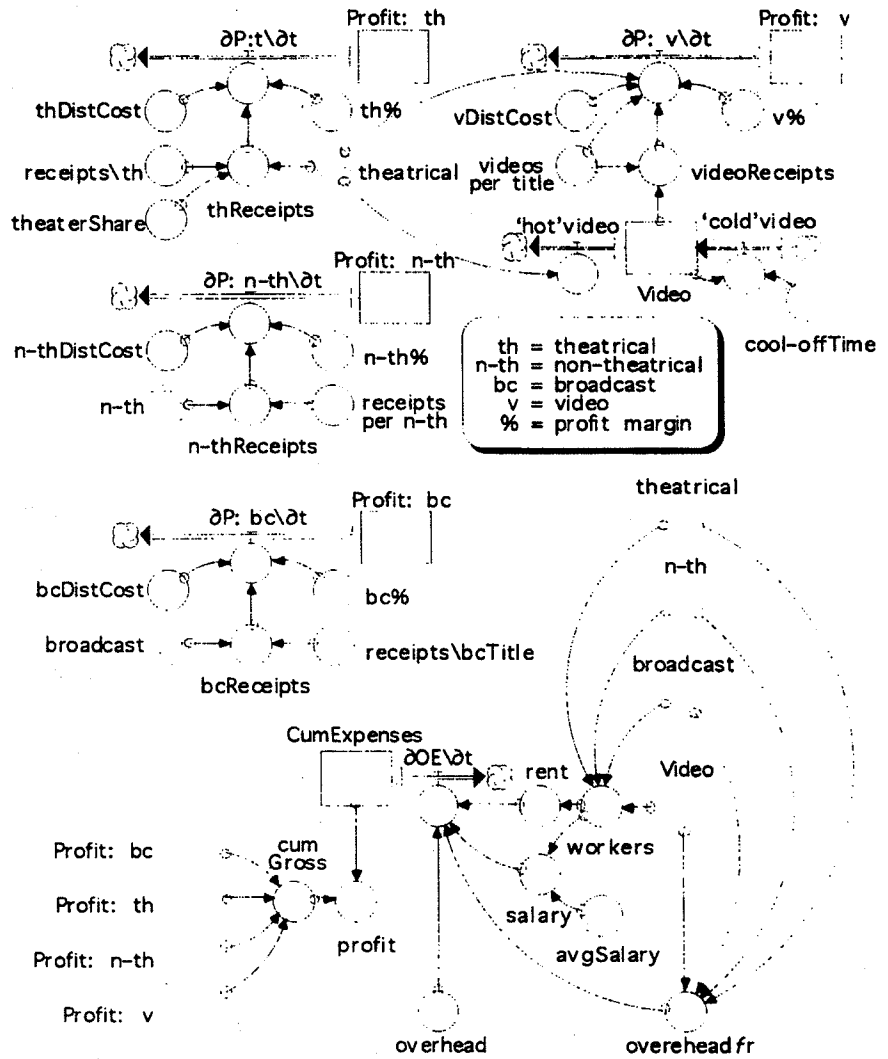 Profit: th
Profit: v
∂P:t\∂t
∂P: v\∂t
thDistCost
th%
vDistCost
v%
receipts\th
theatrical
videos
per title
videoReceipts
theaterShare
thReceipts
'hot'video
'cold'video
Profit: n-th
∂P: n-th\∂t
Video
n-thDistCost
n-th%
cool-offTime
th = theatrical
n-th = non-theatrical
bc = broadcast
v = video
% = profit margin
n-th
receipts
per n-th
n-thReceipts
theatrical
Profit: bc
∂P: bc\∂t
n-th
bcDistCost
bc%
broadcast
receipts\bcTitle
broadcast
bcReceipts
CumExpenses
∂OE\∂t
rent
Video
workers
cum
Gross
Profit: bc
Profit: th
salary
profit
avgSalary
Profit: n-th
Profit: v
overhead
overeheadfr